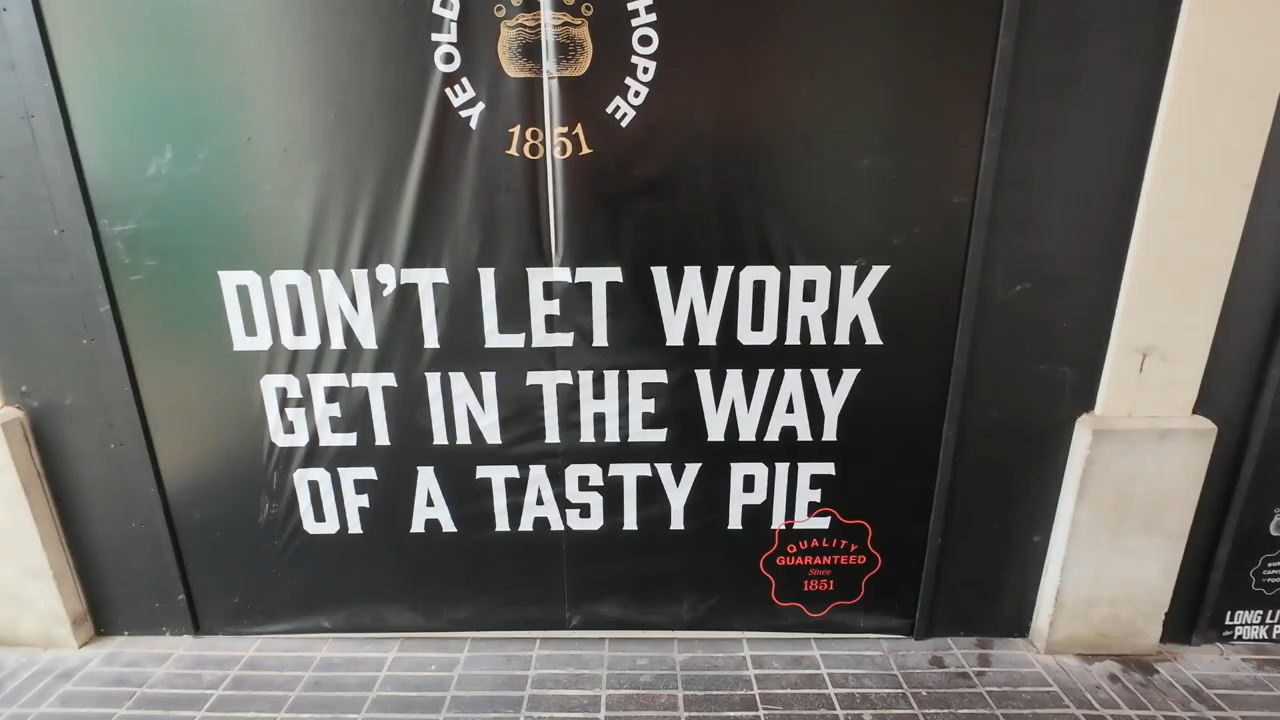 YE OLD
HOPPE
1851
DON'T LET WORK
GET IN THE WAY
OF A TASTY PIE
QUALITY
GUARANTEED
Since
1851
LONG LI
PORK P